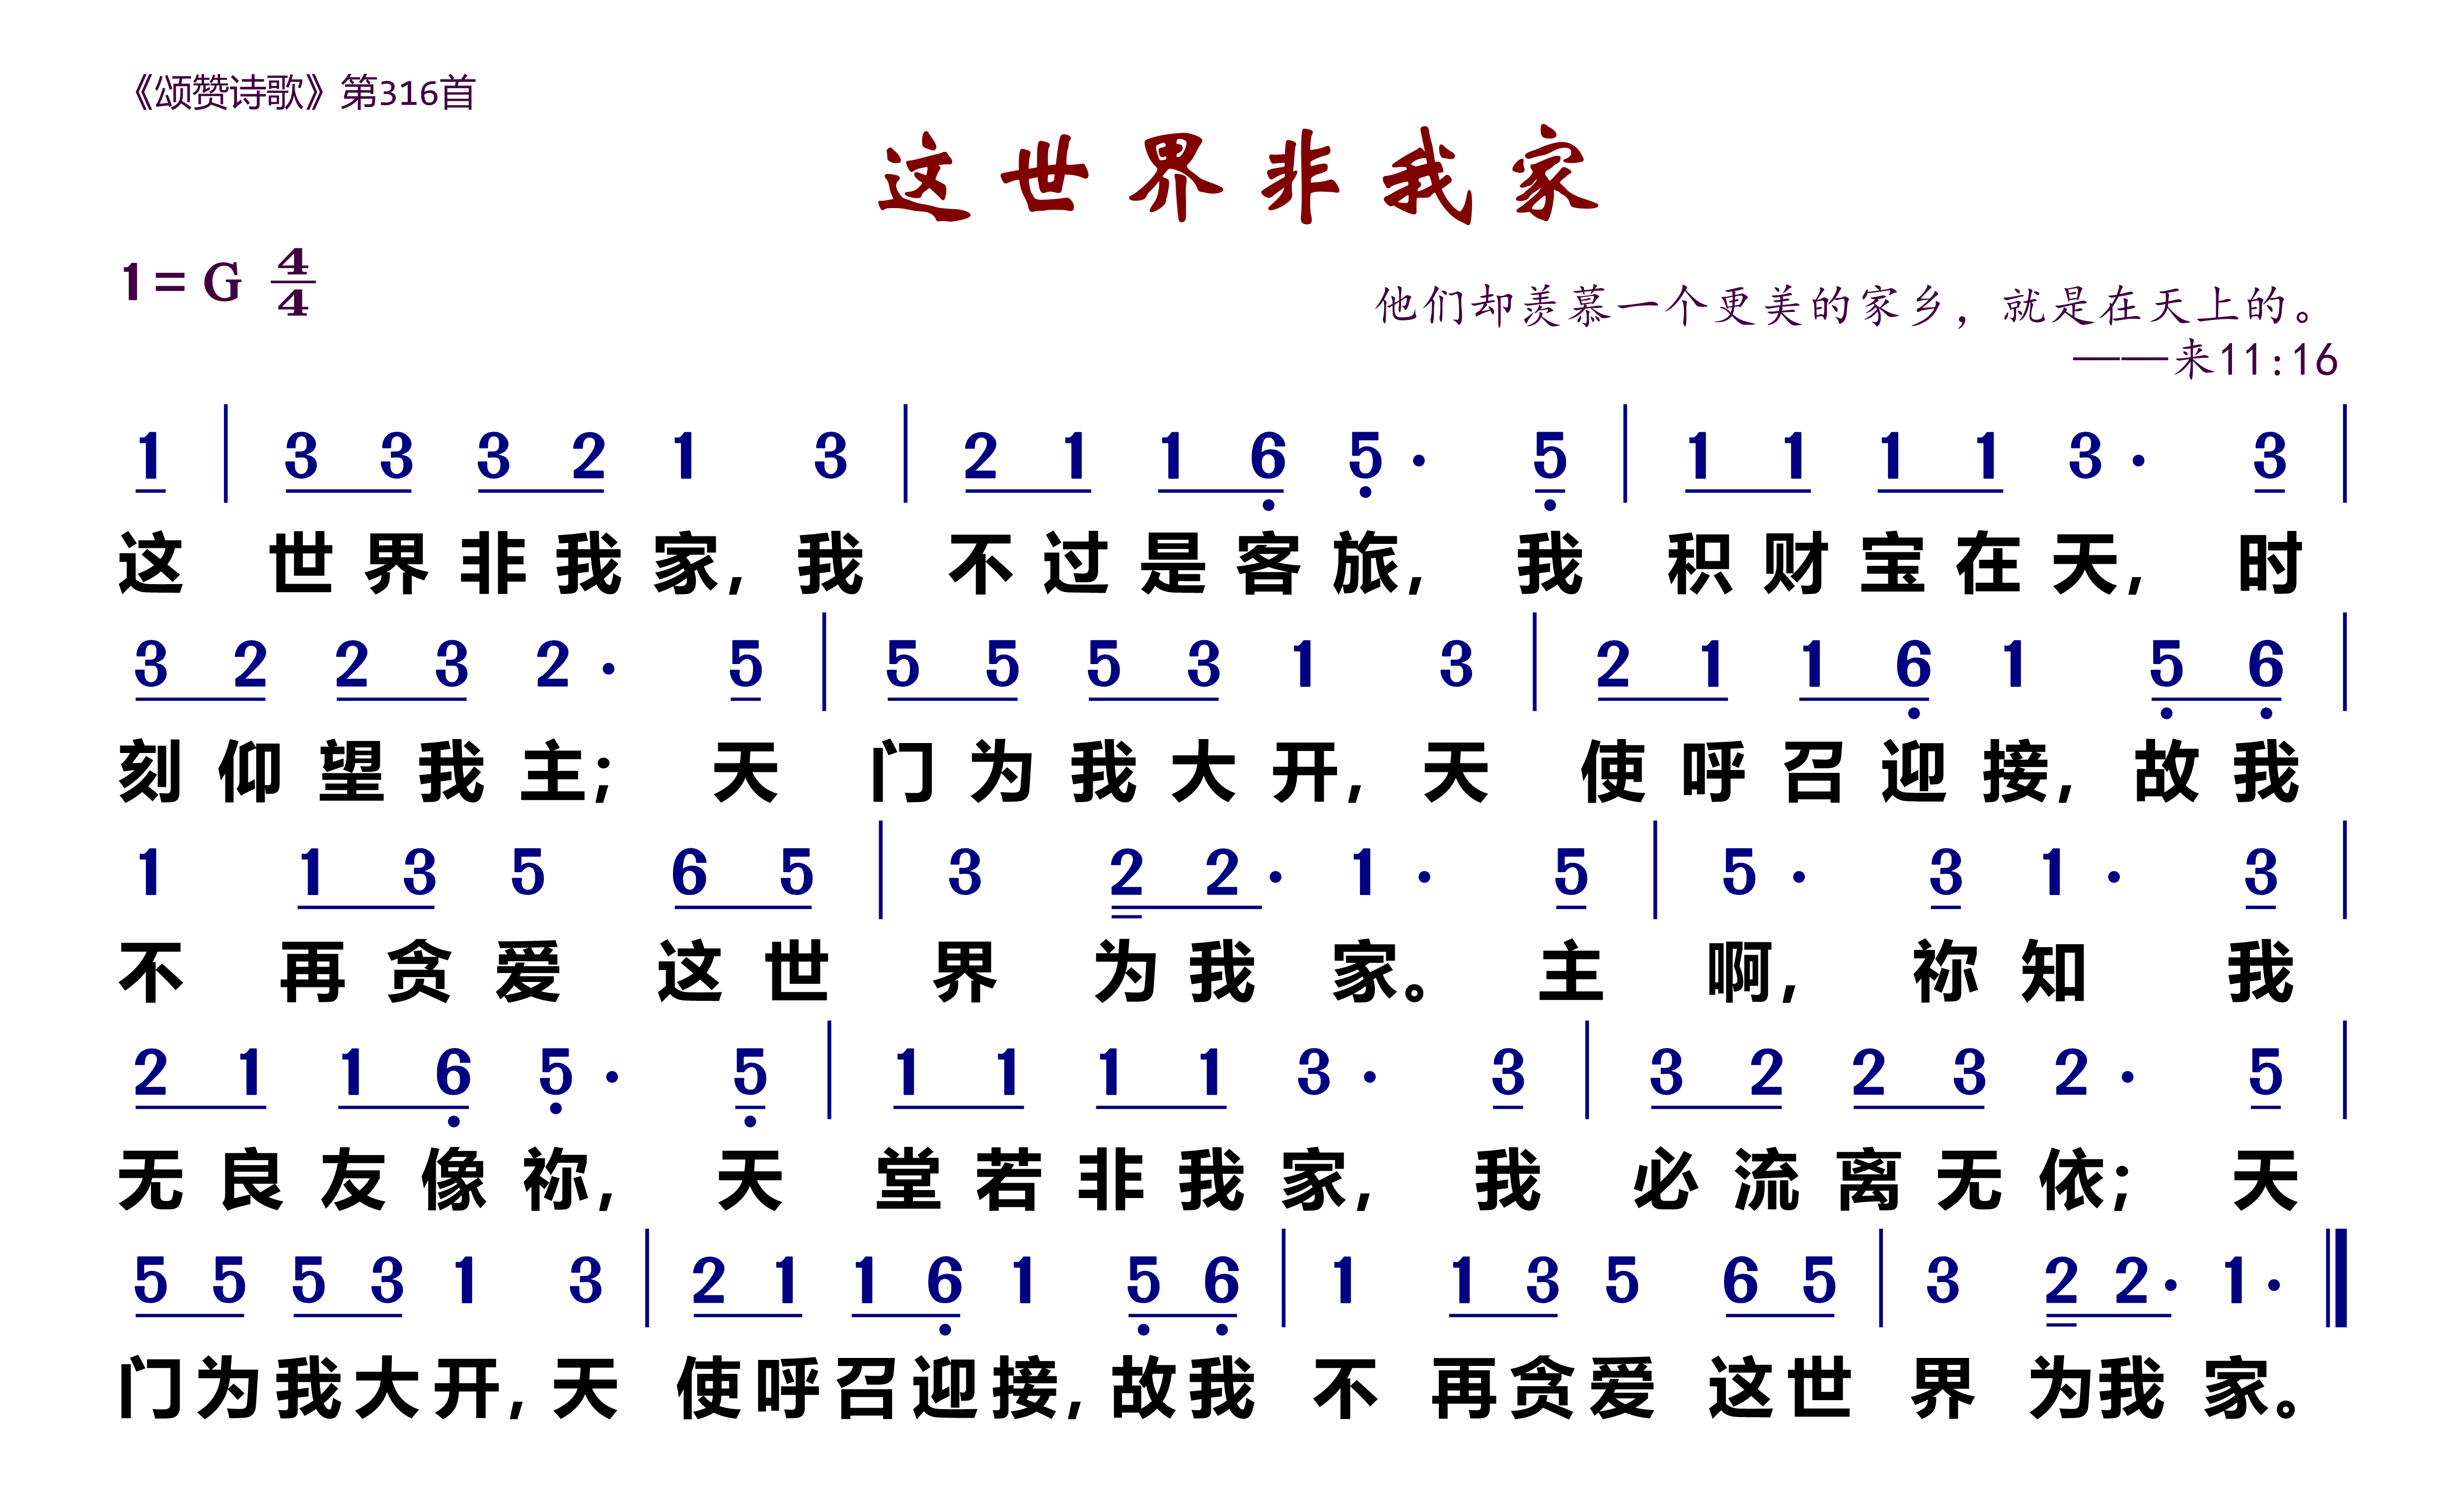 《颂赞诗歌》第316首
这世界非我家
1= G 4/4
他们却羡慕一个更美的家乡，就是在天上的。
——来11:16
1 | 3 3 3 2 1 3 | 2 1 1 6 5 · 5 | 1 1 1 1 3 · 3 |
这 世界非我家, 我 不过是客旅, 我 积财宝在天, 时
3 2 2 3 2 · 5 | 5 5 5 3 1 3 | 2 1 1 6 1 5 6 |
刻仰望我主; 天 门为我大开, 天 使呼召迎接, 故我
1 1 3 5 6 5 | 3 2 2 · 1 · 5 | 5 · 3 1 · 3 |
不 再贪爱 这世 界 为我 家。 主 啊, 祢知 我
2 1 1 6 5 · 5 | 1 1 1 1 3 · 3 | 3 2 2 3 2 · 5 |
无良友像祢, 天 堂若非我家, 我 必流离无依; 天
5 5 5 3 1 3 | 2 1 1 6 1 5 6 | 1 1 3 5 6 5 | 3 2 2 · 1 ·
门为我大开, 天 使呼召迎接, 故我 不 再贪爱 这世 界 为我 家。